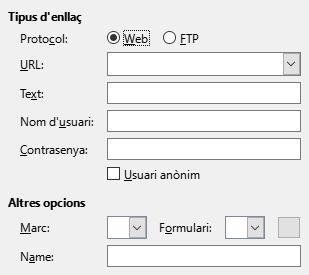 Tipus d'enllaç
Protocol: Web FTP
URL:
Text:
Nom d'usuari:
Contrasenya:
Usuari anònim
Altres opcions
Marc: Formulari:
Name: